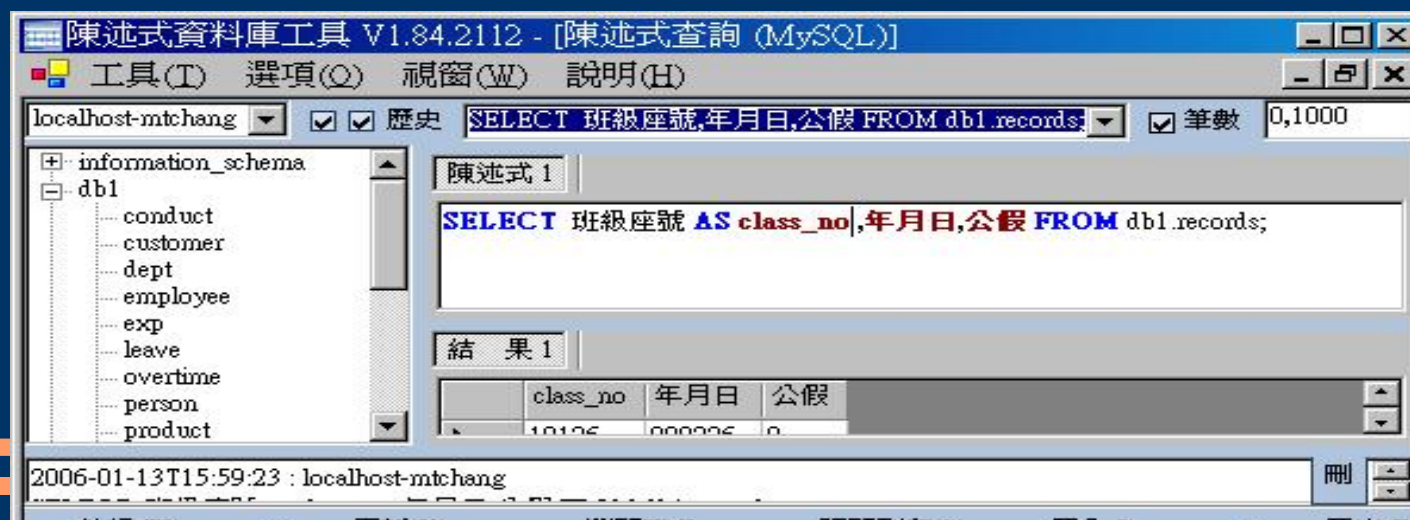 陳述式資料庫工具 V1.84.2112 - [陳述式查詢 (MySQL)]
工具(T) 選項(O) 視窗(W) 說明(H)
localhost-mtchang 歷史 SELECT 班級座號,年月日,公假 FROM db1.records; 筆數 0,1000
information_schema
db1
conduct
customer
dept
employee
exp
leave
overtime
person
product
陳述式 1
SELECT 班級座號 AS class_no ,年月日,公假 FROM db1.records;
結 果 1
class_no 年月日 公假
2006-01-13T15:59:23 : localhost-mtchang
刪